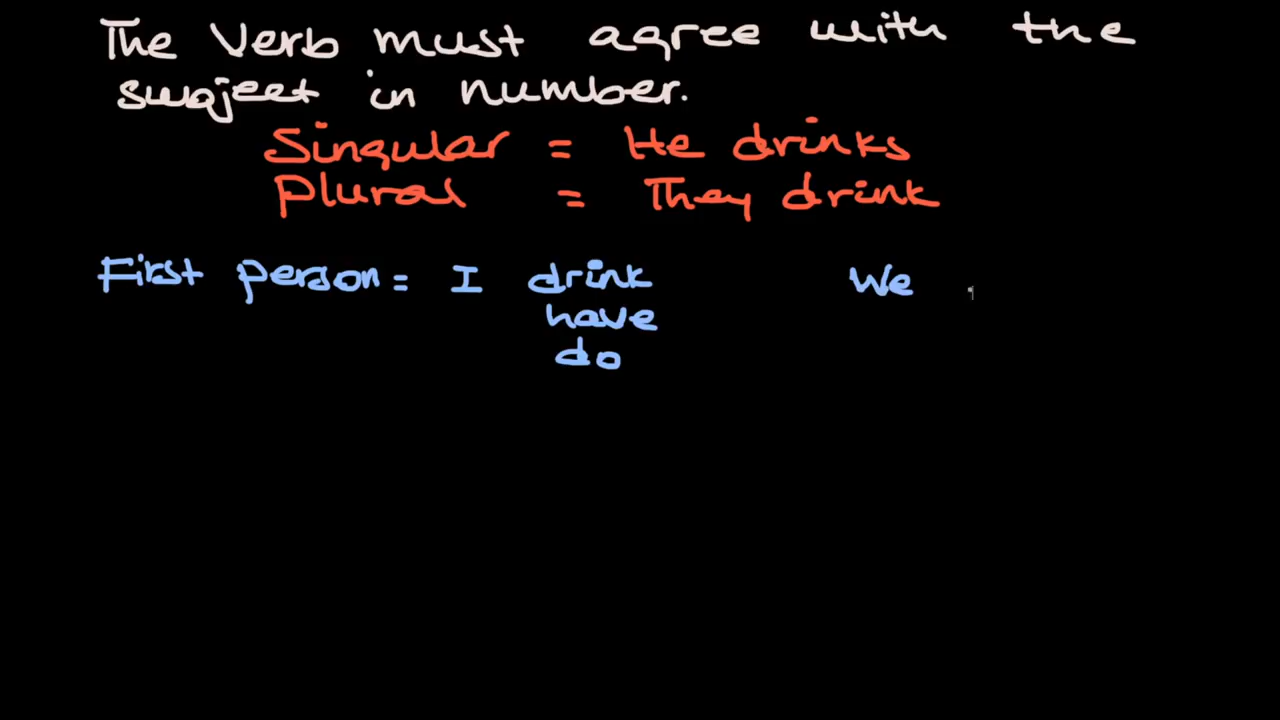 The Verb must agree with the
subject in number.
Singular = He drinks
Plural = They drink
First person = I drink We
have
do